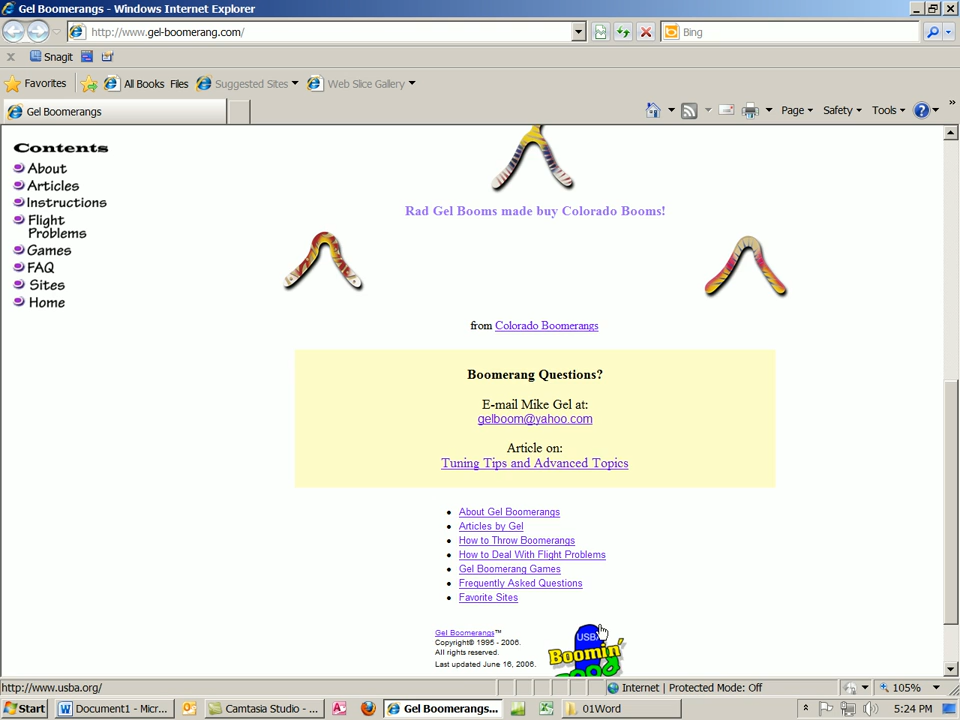 Gel Boomerangs - Windows Internet Explorer
http://www.gel-boomerang.com/
Bing
x Snagit
Favorites All Books Files Suggested Sites Web Slice Gallery
Gel Boomerangs
Page Safety Tools
Contents
About
Articles
Instructions
Flight
Problems
Games
FAQ
Sites
Home
Rad Gel Booms made buy Colorado Booms!
from Colorado Boomerangs
Boomerang Questions?
E-mail Mike Gel at:
gelboom@yahoo.com
Article on:
Tuning Tips and Advanced Topics
About Gel Boomerangs
Articles by Gel
How to Throw Boomerangs
How to Deal With Flight Problems
Gel Boomerang Games
Frequently Asked Questions
Favorite Sites
Gel Boomerangs™
Copyright© 1995 - 2006.
All rights reserved.
Last updated June 16, 2006.
USBA
Boomin'
http://www.usba.org/
Internet | Protected Mode: Off
105%
Start
Document1 - Micr...
Camtasia Studio - ...
Gel Boomerangs...
01Word
5:24 PM